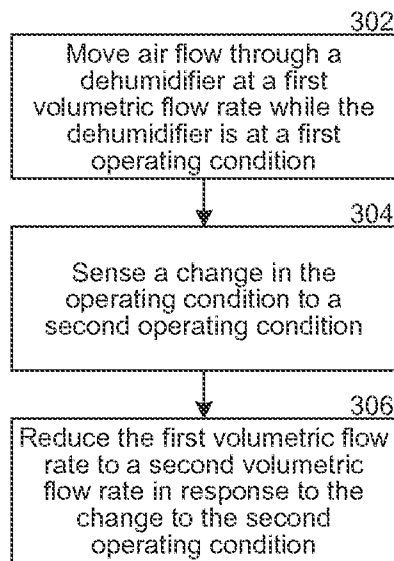 302
Move air flow through a
dehumidifier at a first
volumetric flow rate while the
dehumidifier is at a first
operating condition
304
Sense a change in the
operating condition to a
second operating condition
306
Reduce the first volumetric flow
rate to a second volumetric
flow rate in response to the
change to the second
operating condition